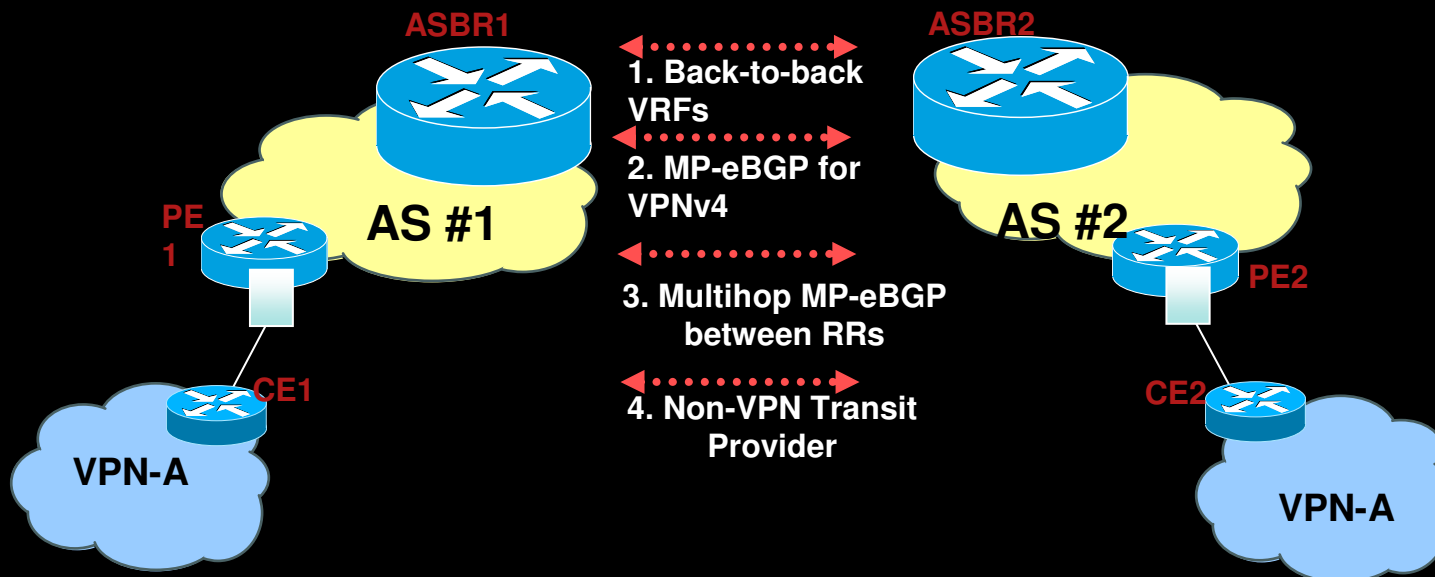 ASBR1
ASBR2
1. Back-to-back
VRFs
2. MP-eBGP for
VPNv4
AS #1
AS #2
PE
1
PE2
3. Multihop MP-eBGP
between RRs
CE1
CE2
4. Non-VPN Transit
Provider
VPN-A
VPN-A